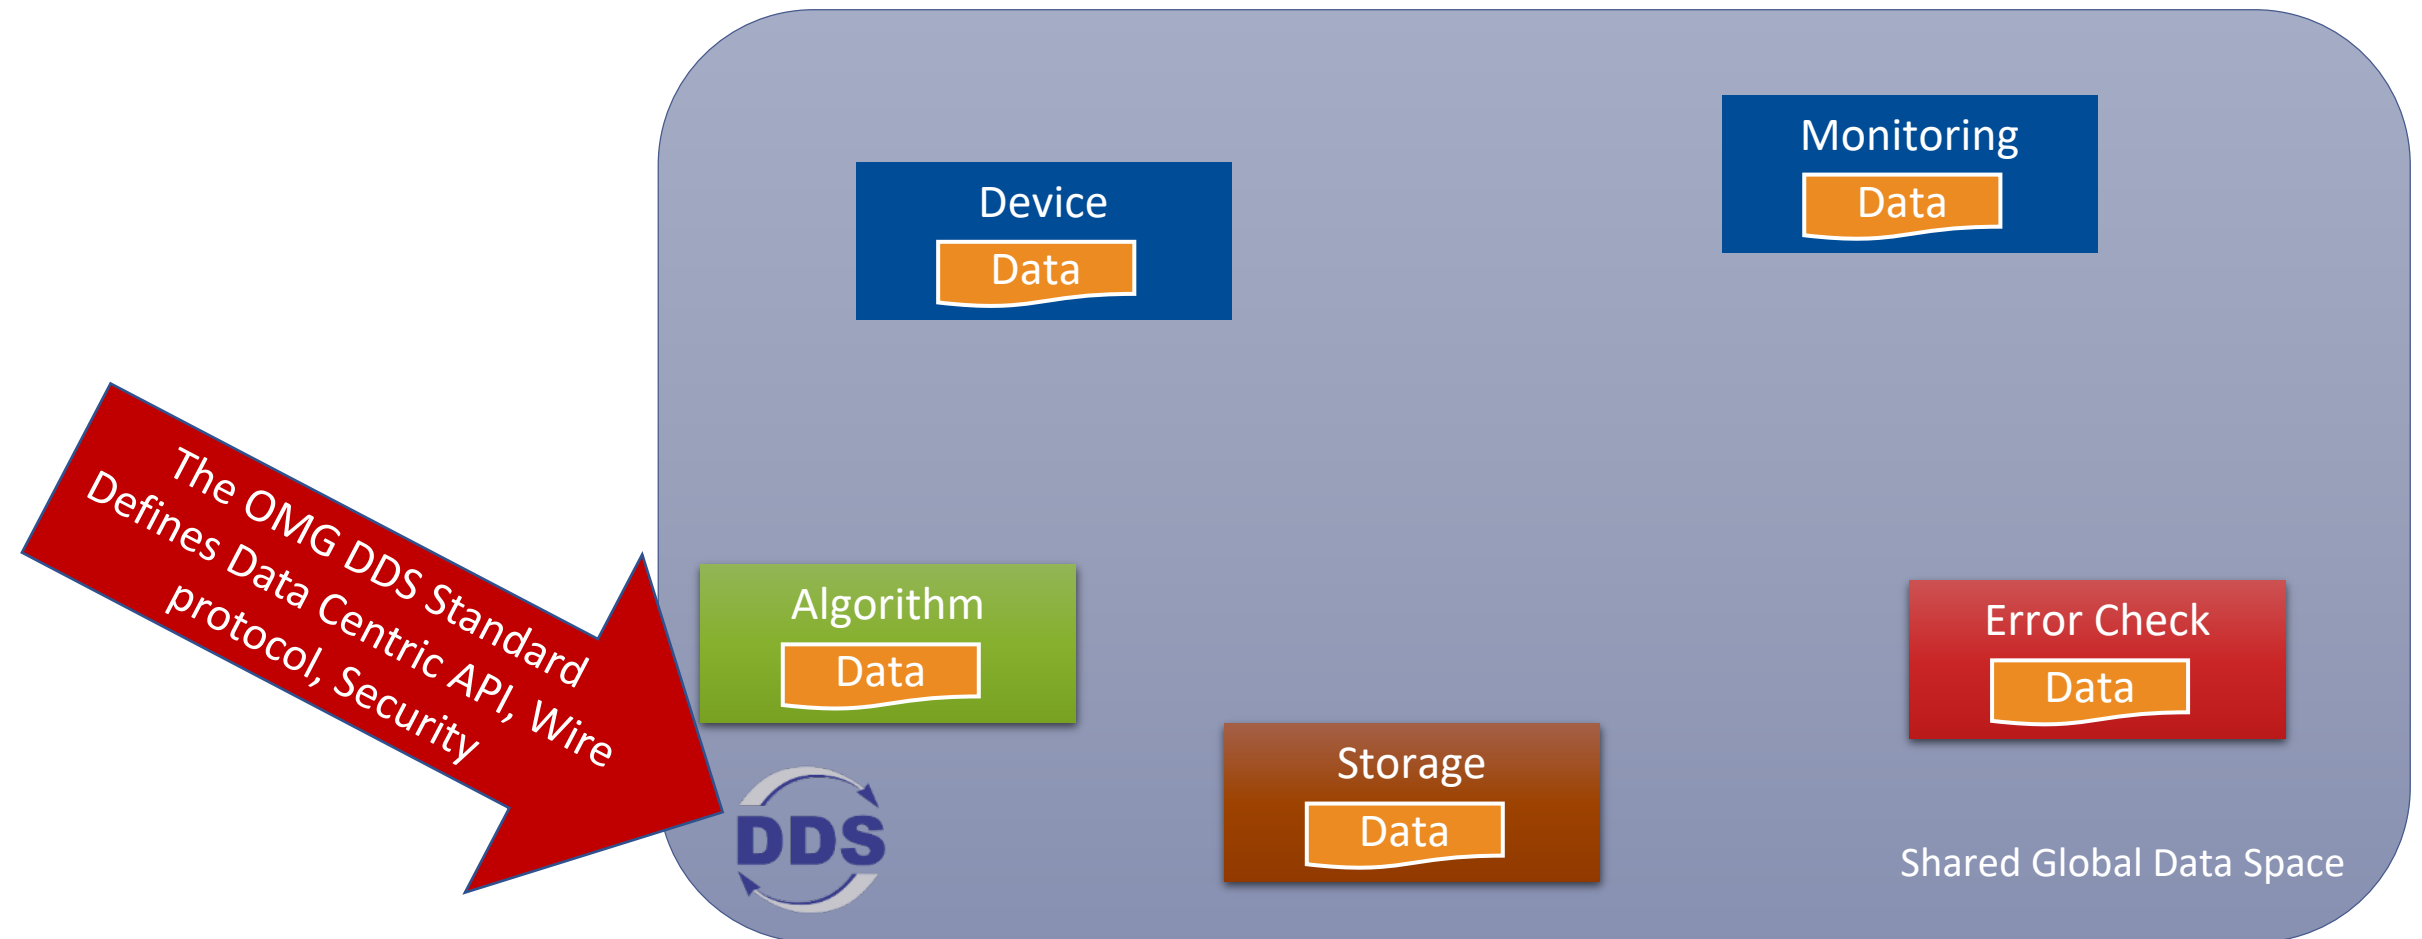 Monitoring
Data
Device
Data
The OMG DDS Standard
Defines Data Centric API, Wire
protocol, Security
Algorithm
Data
Error Check
Data
Storage
Data
DDS
Shared Global Data Space